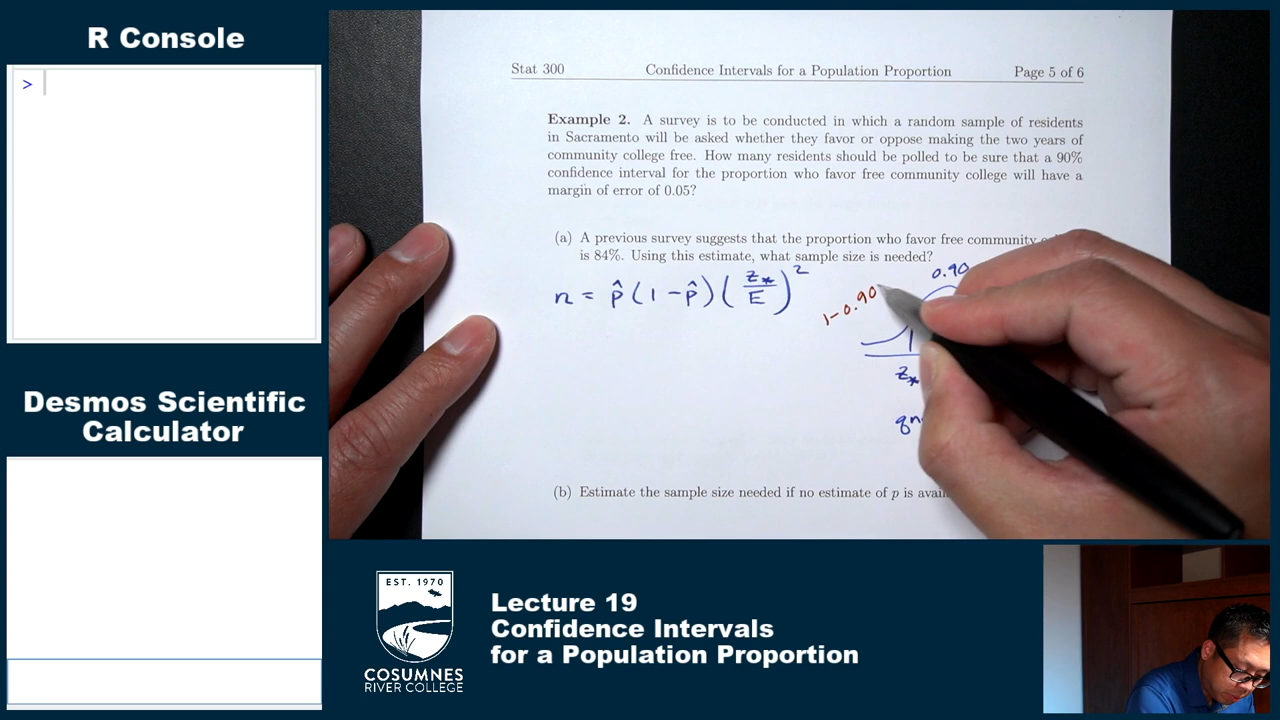 R Console
>
Desmos Scientific
Calculator
Stat 300 Confidence Intervals for a Population Proportion Page 5 of 6
Example 2. A survey is to be conducted in which a random sample of residents
in Sacramento will be asked whether they favor or oppose making the two years of
community college free. How many residents should be polled to be sure that a 90%
confidence interval for the proportion who favor free community college will have a
margin of error of 0.05?
(a) A previous survey suggests that the proportion who favor free community
is 84%. Using this estimate, what sample size is needed?
n = p̂ (1 - p̂) (z*/E)²
0.90
1-0.90
z*
(b) Estimate the sample size needed if no estimate of p is
EST. 1970
COSUMNES
RIVER COLLEGE
Lecture 19
Confidence Intervals
for a Population Proportion